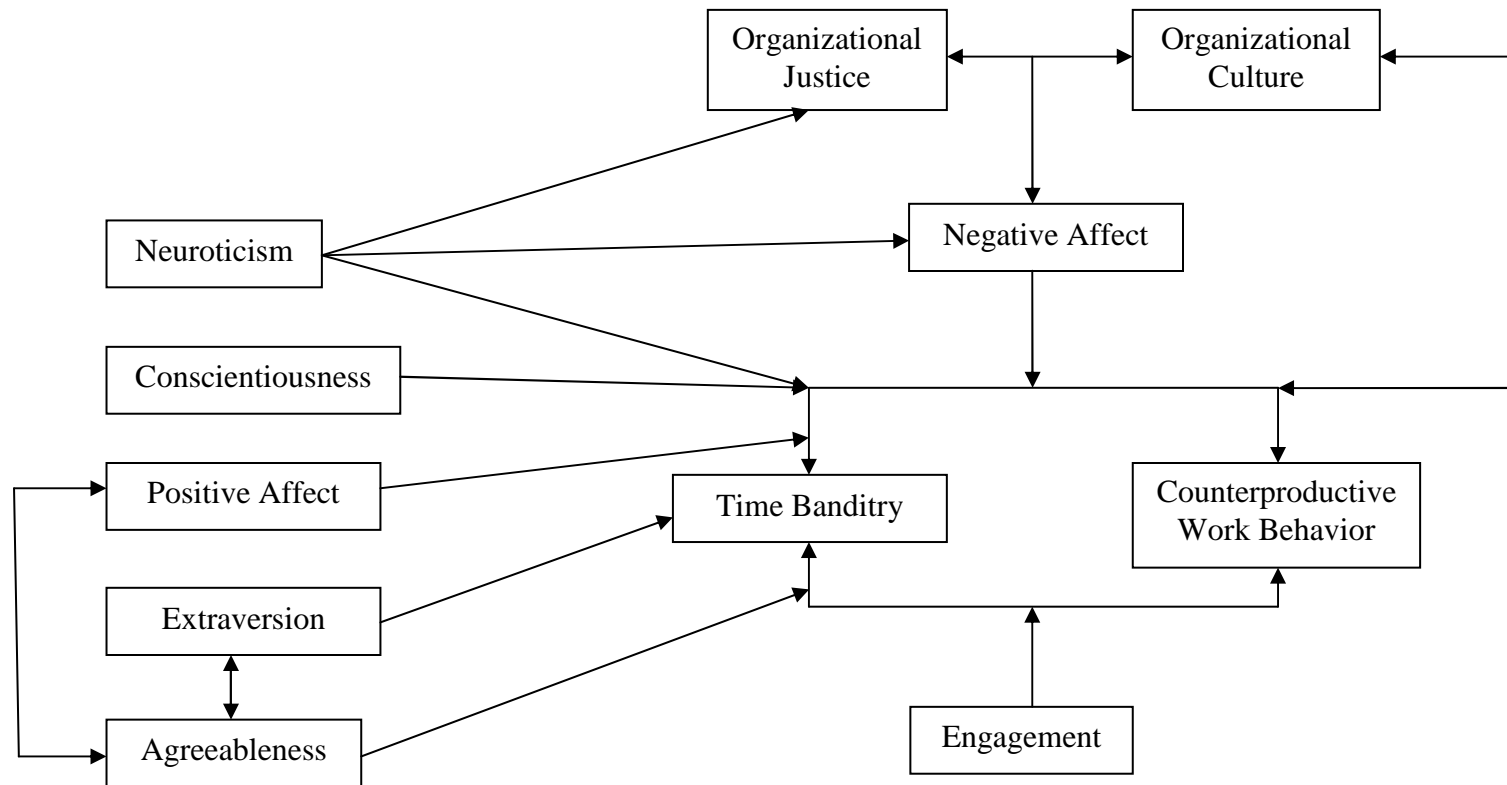 Organizational
Justice
Organizational
Culture
Neuroticism
Negative Affect
Conscientiousness
Positive Affect
Time Banditry
Counterproductive
Work Behavior
Extraversion
Agreeableness
Engagement